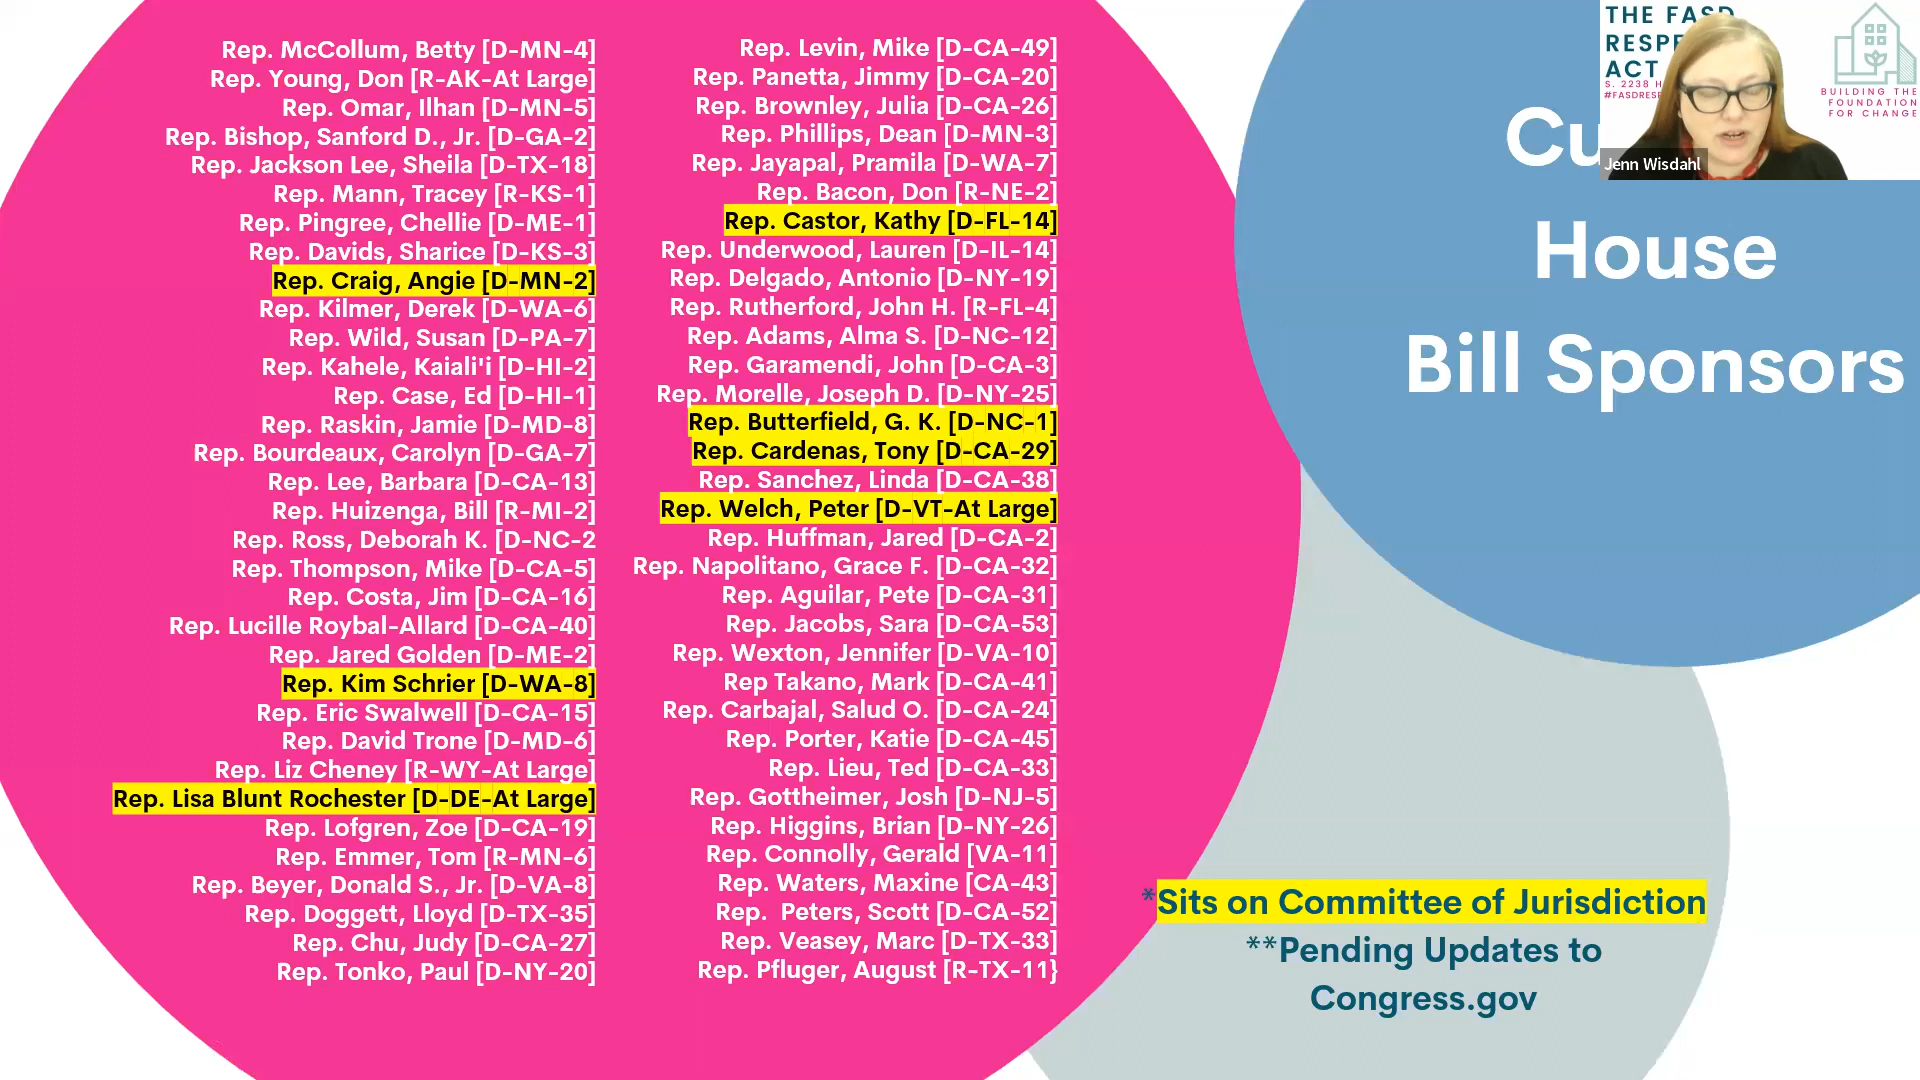 Rep. McCollum, Betty [D-MN-4]
Rep. Young, Don [R-AK-At Large]
Rep. Omar, Ilhan [D-MN-5]
Rep. Bishop, Sanford D., Jr. [D-GA-2]
Rep. Jackson Lee, Sheila [D-TX-18]
Rep. Mann, Tracey [R-KS-1]
Rep. Pingree, Chellie [D-ME-1]
Rep. Davids, Sharice [D-KS-3]
Rep. Craig, Angie [D-MN-2]
Rep. Kilmer, Derek [D-WA-6]
Rep. Wild, Susan [D-PA-7]
Rep. Kahele, Kaiali'i [D-HI-2]
Rep. Case, Ed [D-HI-1]
Rep. Raskin, Jamie [D-MD-8]
Rep. Bourdeaux, Carolyn [D-GA-7]
Rep. Lee, Barbara [D-CA-13]
Rep. Huizenga, Bill [R-MI-2]
Rep. Ross, Deborah K. [D-NC-2
Rep. Thompson, Mike [D-CA-5]
Rep. Costa, Jim [D-CA-16]
Rep. Lucille Roybal-Allard [D-CA-40]
Rep. Jared Golden [D-ME-2]
Rep. Kim Schrier [D-WA-8]
Rep. Eric Swalwell [D-CA-15]
Rep. David Trone [D-MD-6]
Rep. Liz Cheney [R-WY-At Large]
Rep. Lisa Blunt Rochester [D-DE-At Large]
Rep. Lofgren, Zoe [D-CA-19]
Rep. Emmer, Tom [R-MN-6]
Rep. Beyer, Donald S., Jr. [D-VA-8]
Rep. Doggett, Lloyd [D-TX-35]
Rep. Chu, Judy [D-CA-27]
Rep. Tonko, Paul [D-NY-20]
Rep. Levin, Mike [D-CA-49]
Rep. Panetta, Jimmy [D-CA-20]
Rep. Brownley, Julia [D-CA-26]
Rep. Phillips, Dean [D-MN-3]
Rep. Jayapal, Pramila [D-WA-7]
Rep. Bacon, Don [R-NE-2]
Rep. Castor, Kathy [D-FL-14]
Rep. Underwood, Lauren [D-IL-14]
Rep. Delgado, Antonio [D-NY-19]
Rep. Rutherford, John H. [R-FL-4]
Rep. Adams, Alma S. [D-NC-12]
Rep. Garamendi, John [D-CA-3]
Rep. Morelle, Joseph D. [D-NY-25]
Rep. Butterfield, G. K. [D-NC-1]
Rep. Cardenas, Tony [D-CA-29]
Rep. Sanchez, Linda [D-CA-38]
Rep. Welch, Peter [D-VT-At Large]
Rep. Huffman, Jared [D-CA-2]
Rep. Napolitano, Grace F. [D-CA-32]
Rep. Aguilar, Pete [D-CA-31]
Rep. Jacobs, Sara [D-CA-53]
Rep. Wexton, Jennifer [D-VA-10]
Rep Takano, Mark [D-CA-41]
Rep. Carbajal, Salud O. [D-CA-24]
Rep. Porter, Katie [D-CA-45]
Rep. Lieu, Ted [D-CA-33]
Rep. Gottheimer, Josh [D-NJ-5]
Rep. Higgins, Brian [D-NY-26]
Rep. Connolly, Gerald [VA-11]
Rep. Waters, Maxine [CA-43]
Rep. Peters, Scott [D-CA-52]
Rep. Veasey, Marc [D-TX-33]
Rep. Pfluger, August [R-TX-11}
Cu
House
Bill Sponsors
THE FASD
RESPE
ACT
S. 2238 H
#FASDRESP
BUILDING THE
FOUNDATION
FOR CHANGE
Jenn Wisdahl
*Sits on Committee of Jurisdiction
**Pending Updates to
Congress.gov